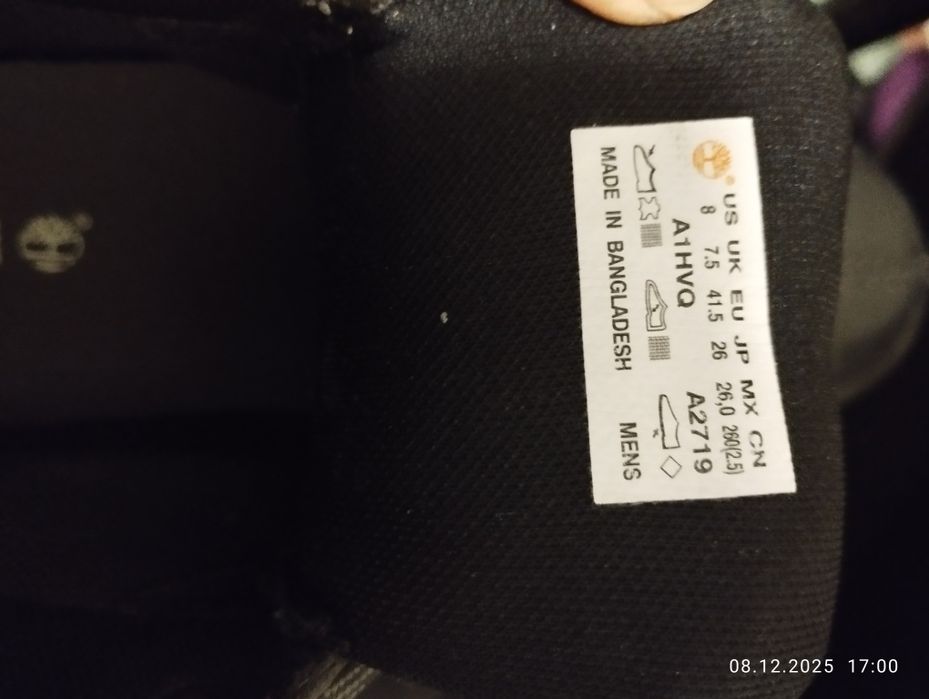 US UK EU JP MX CN
8 7.5 41.5 26 26,0 260(2.5)
A1HVQ A2719
MADE IN BANGLADESH MENS
08.12.2025 17:00